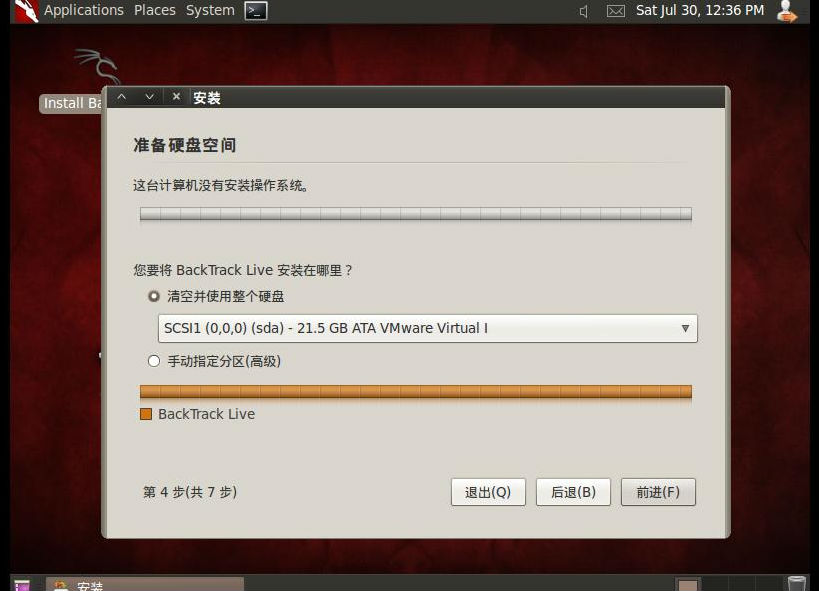 Applications Places System Sat Jul 30, 12:36 PM
Install Ba
安装
准备硬盘空间
这台计算机没有安装操作系统。
您要将 BackTrack Live 安装在哪里？
清空并使用整个硬盘
SCSI1 (0,0,0) (sda) - 21.5 GB ATA VMware Virtual I
手动指定分区(高级)
BackTrack Live
第 4 步(共 7 步) 退出(Q) 后退(B) 前进(F)
安装